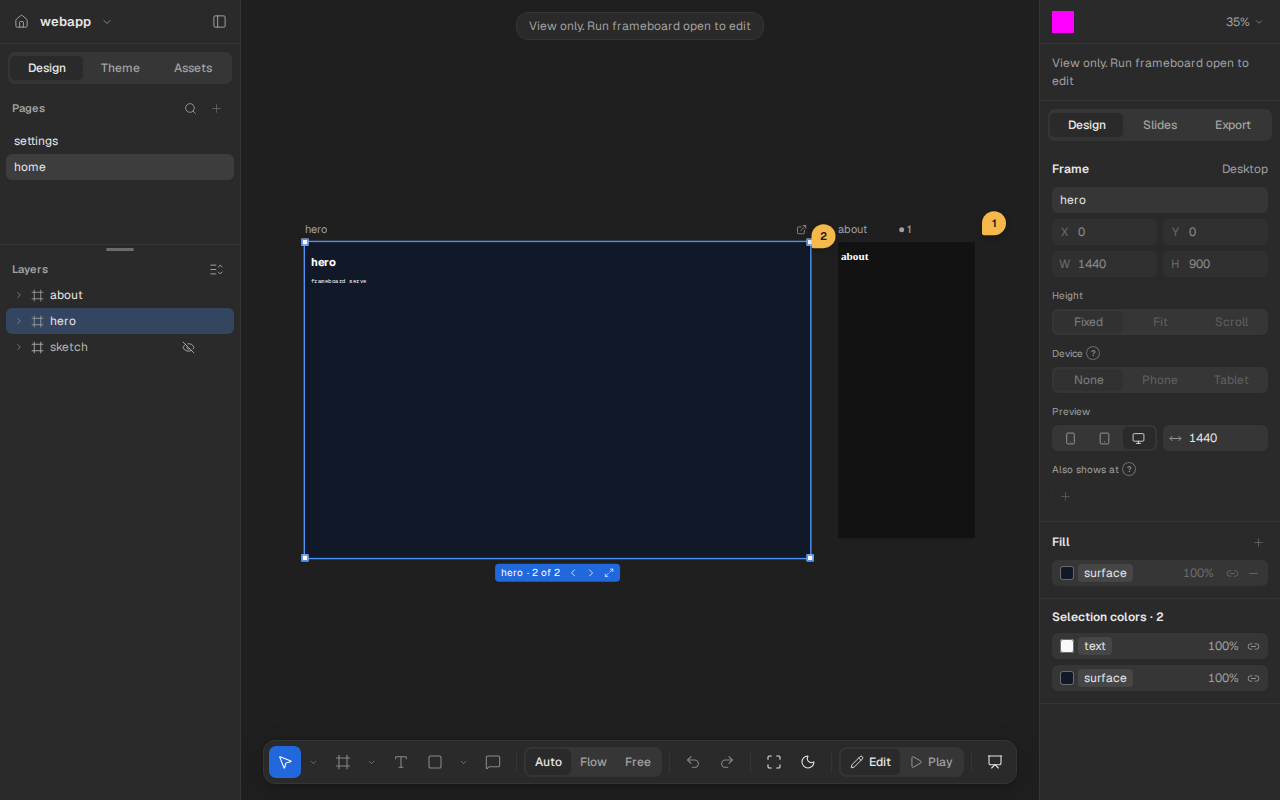 webapp
Design Theme Assets
Pages
settings
home
Layers
about
hero
sketch
View only. Run frameboard open to edit
hero
2
about
1
1
hero
frameboard serve
about
hero · 2 of 2
Auto Flow Free
Edit Play
35%
View only. Run frameboard open to
edit
Design Slides Export
Frame Desktop
hero
X 0 Y 0
W 1440 H 900
Height
Fixed Fit Scroll
Device ?
None Phone Tablet
Preview
1440
Also shows at ?
Fill
surface 100%
Selection colors · 2
text 100%
surface 100%